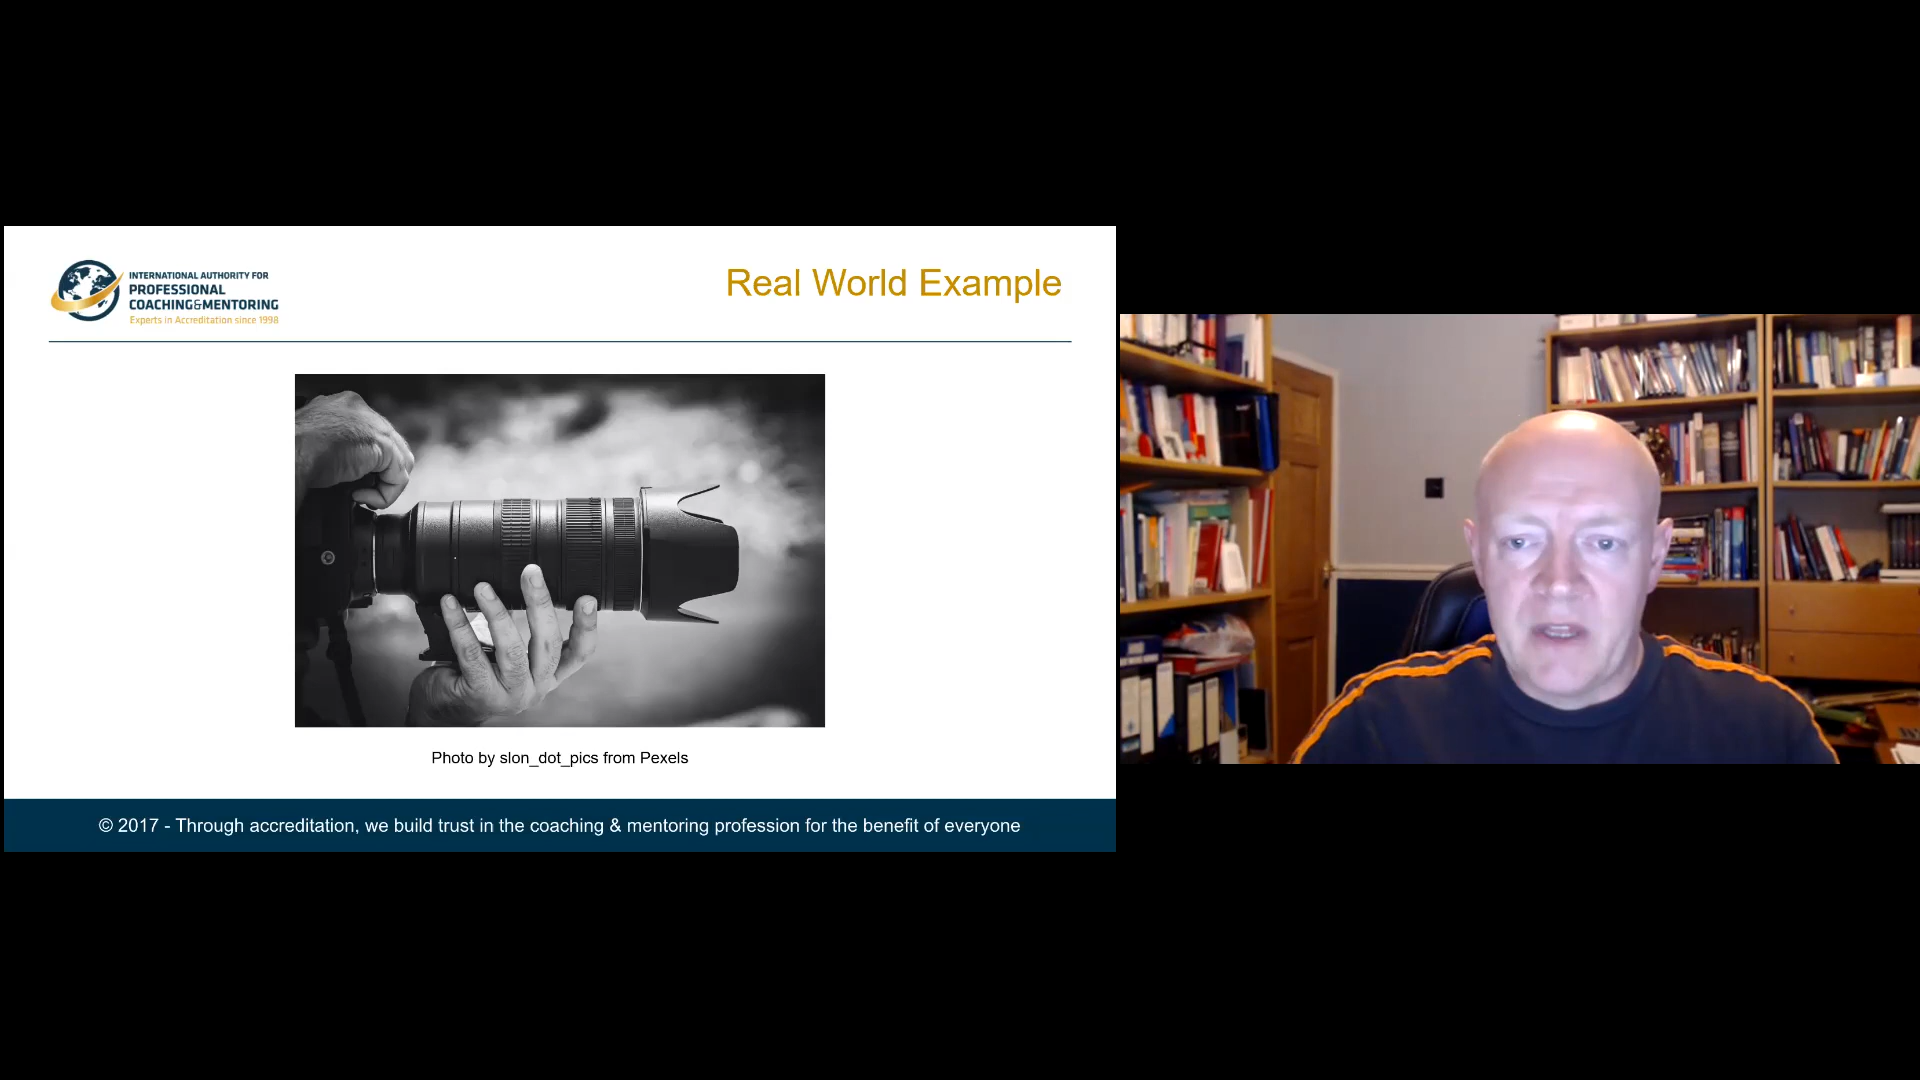 INTERNATIONAL AUTHORITY FOR
PROFESSIONAL
COACHING&MENTORING
Experts in Accreditation since 1998
Real World Example
Photo by slon_dot_pics from Pexels
© 2017 - Through accreditation, we build trust in the coaching & mentoring profession for the benefit of everyone